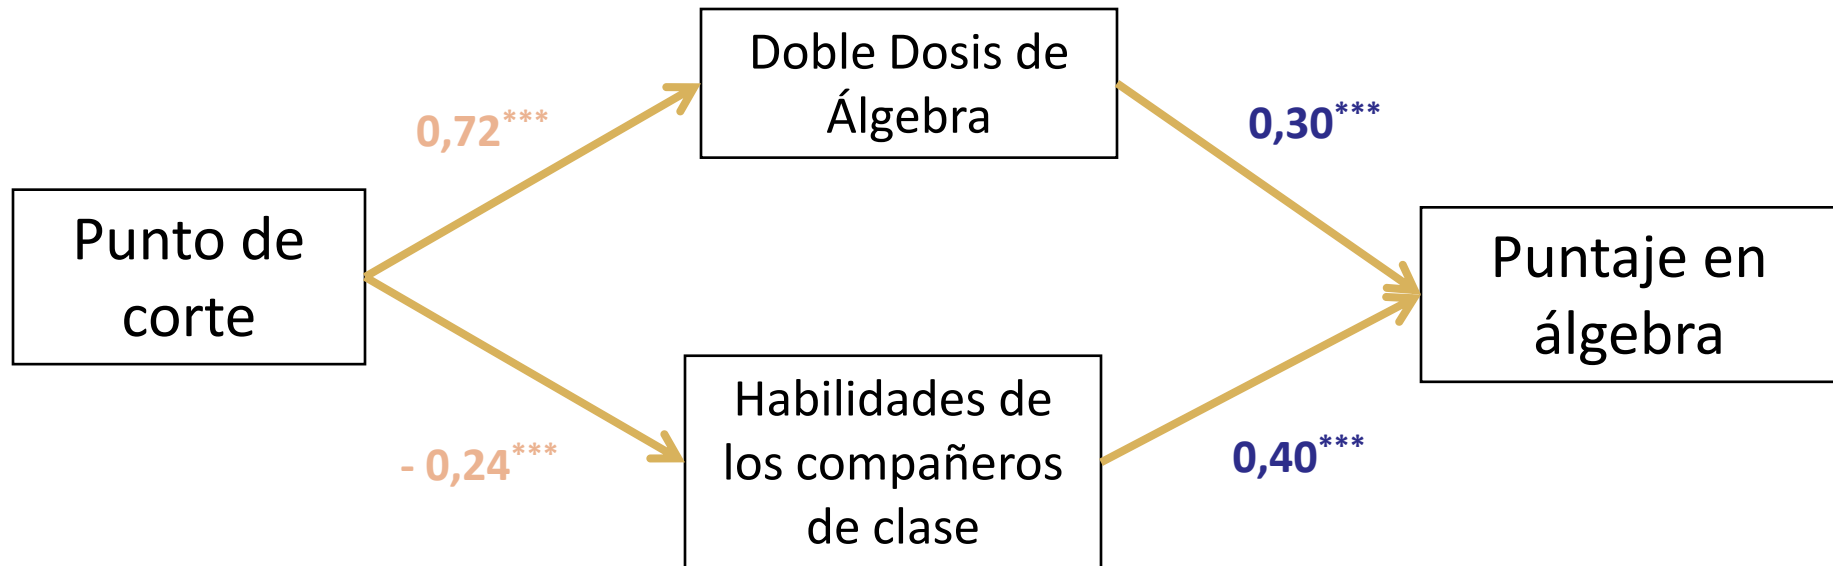 Doble Dosis de
Álgebra
0,72***
0,30***
Punto de
corte
Puntaje en
álgebra
Habilidades de
los compañeros
de clase
- 0,24***
0,40***